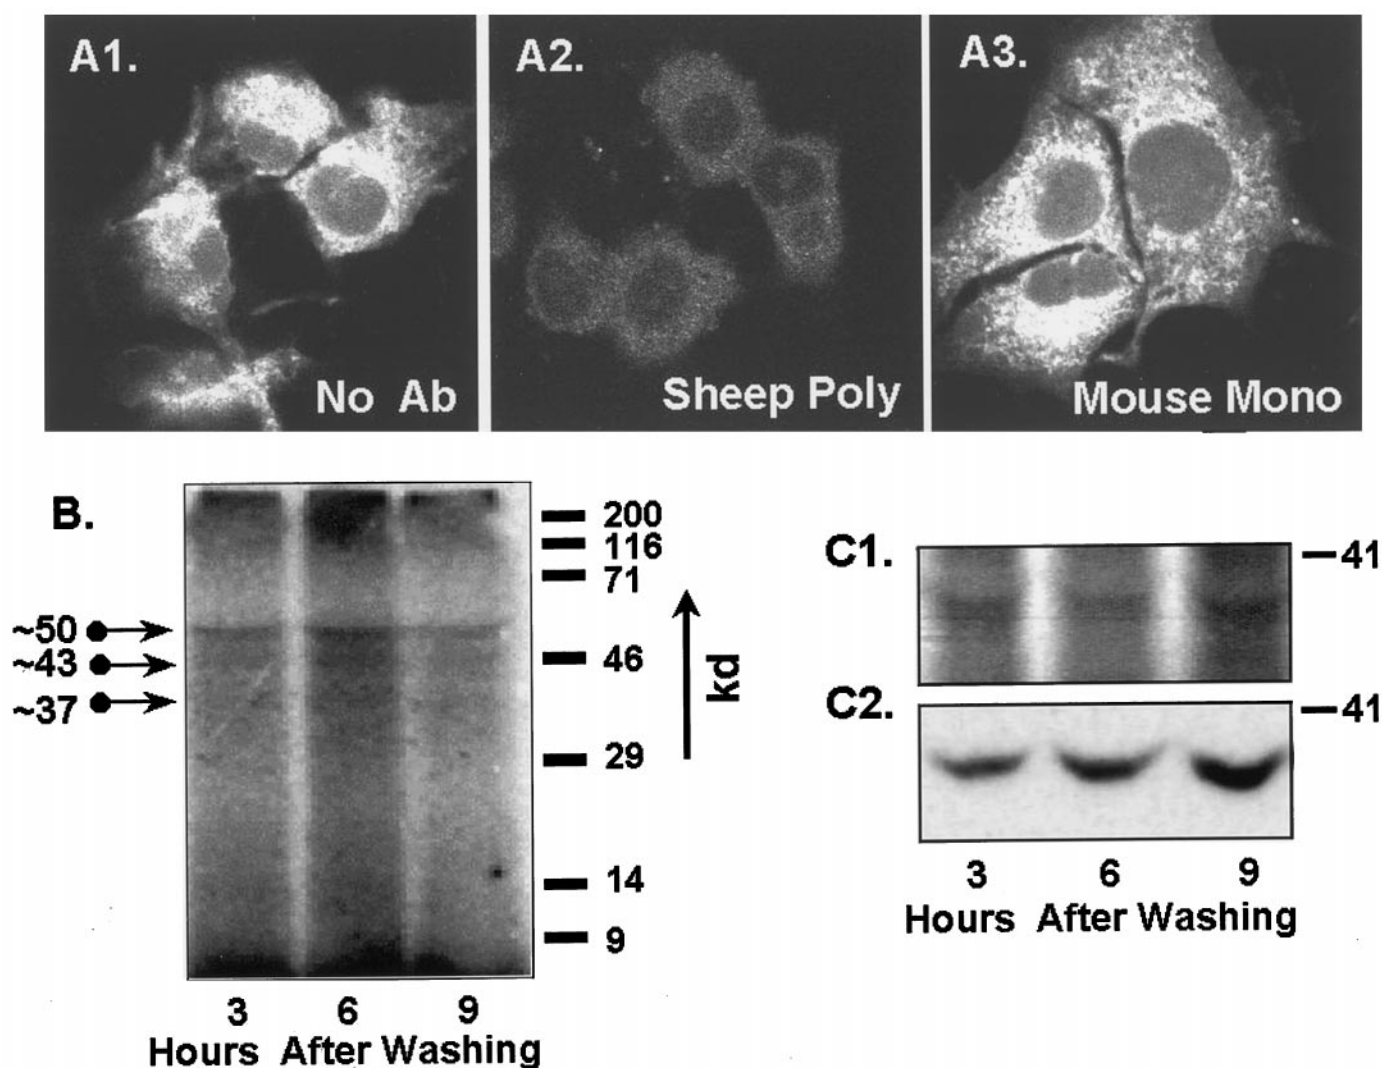 A1.
A2.
A3.
No Ab
Sheep Poly
Mouse Mono
B.
200
116
71
~50
46
~43
~37
29
14
9
kd
3 6 9
Hours After Washing
C1.
41
C2.
41
3 6 9
Hours After Washing